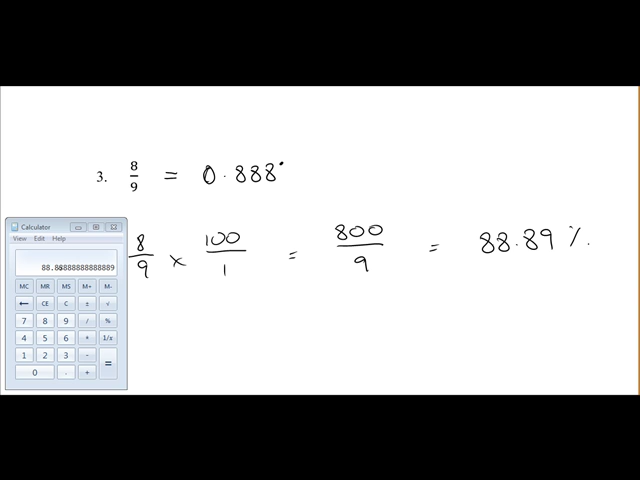 3. 8/9 = 0.888̇
8/9 × 100/1 = 800/9 = 88.89 %.
Calculator
View Edit Help
88.88888888888889
MC MR MS M+ M-
← CE C ± √
7 8 9 / %
4 5 6 * 1/x
1 2 3 - =
0 . +